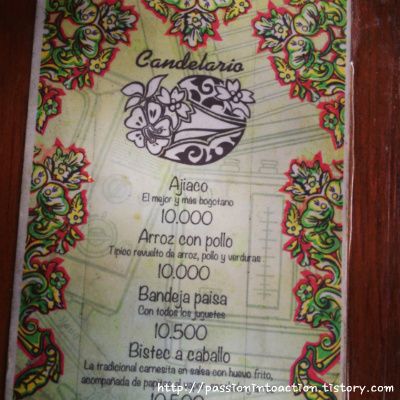 Candelario
Ajiaco
El mejor y más bogotano
10.000
Arroz con pollo
Típico revuelto de arroz, pollo y verduras
10.000
Bandeja paisa
Con todos los juguetes
10.500
Bistec a caballo
La tradicional carnesita en salsa con huevo frito,
acompañada de
http://passionintoaction.tistory.com